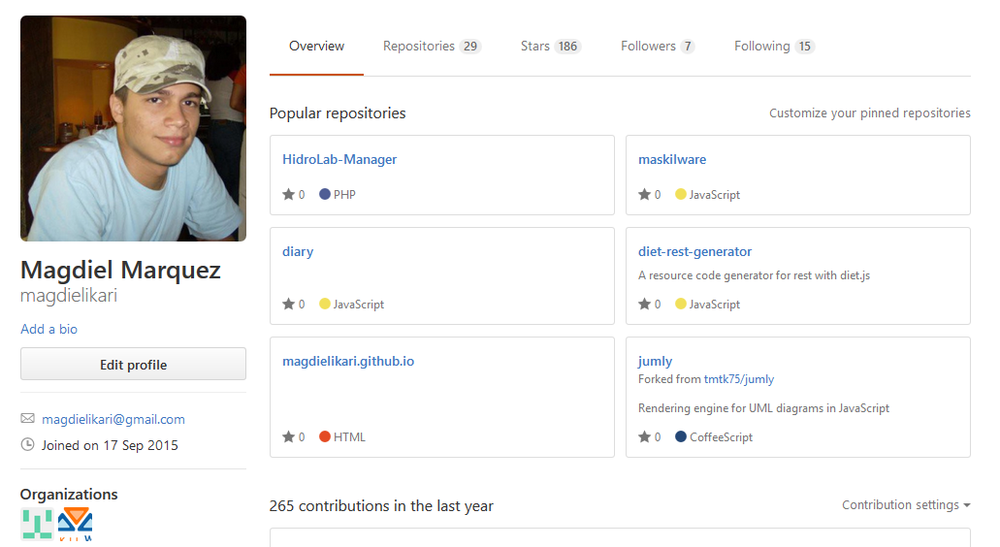 Overview Repositories 29 Stars 186 Followers 7 Following 15
Popular repositories
Customize your pinned repositories
HidroLab-Manager
0 PHP
maskilware
0 JavaScript
diary
0 JavaScript
diet-rest-generator
A resource code generator for rest with diet.js
0 JavaScript
magdielikari.github.io
0 HTML
jumly
Forked from tmtk75/jumly
Rendering engine for UML diagrams in JavaScript
0 CoffeeScript
265 contributions in the last year
Contribution settings
Magdiel Marquez
magdielikari
Add a bio
Edit profile
magdielikari@gmail.com
Joined on 17 Sep 2015
Organizations